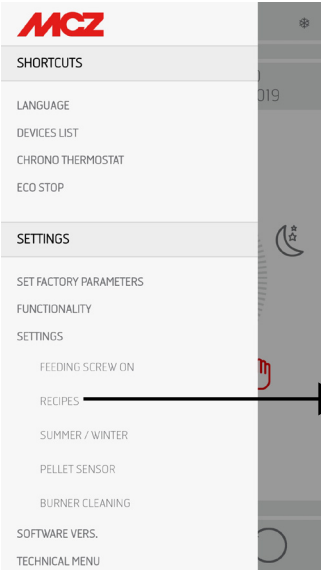 MCZ
SHORTCUTS
019
LANGUAGE
DEVICES LIST
CHRONO THERMOSTAT
ECO STOP
SETTINGS
SET FACTORY PARAMETERS
FUNCTIONALITY
SETTINGS
FEEDING SCREW ON
RECIPES
SUMMER / WINTER
PELLET SENSOR
BURNER CLEANING
SOFTWARE VERS.
TECHNICAL MENU